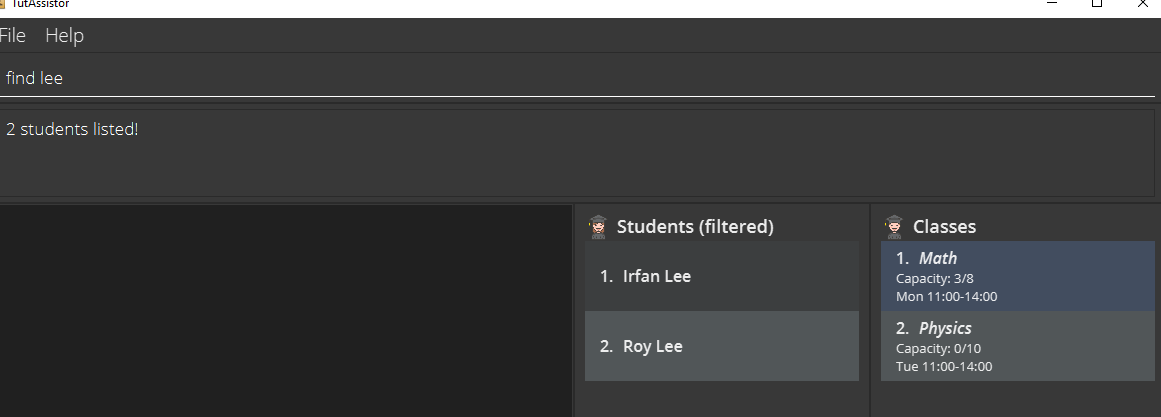 TutAssistor
File Help
find lee
2 students listed!
Students (filtered)
1. Irfan Lee
2. Roy Lee
Classes
1. Math
Capacity: 3/8
Mon 11:00-14:00
2. Physics
Capacity: 0/10
Tue 11:00-14:00